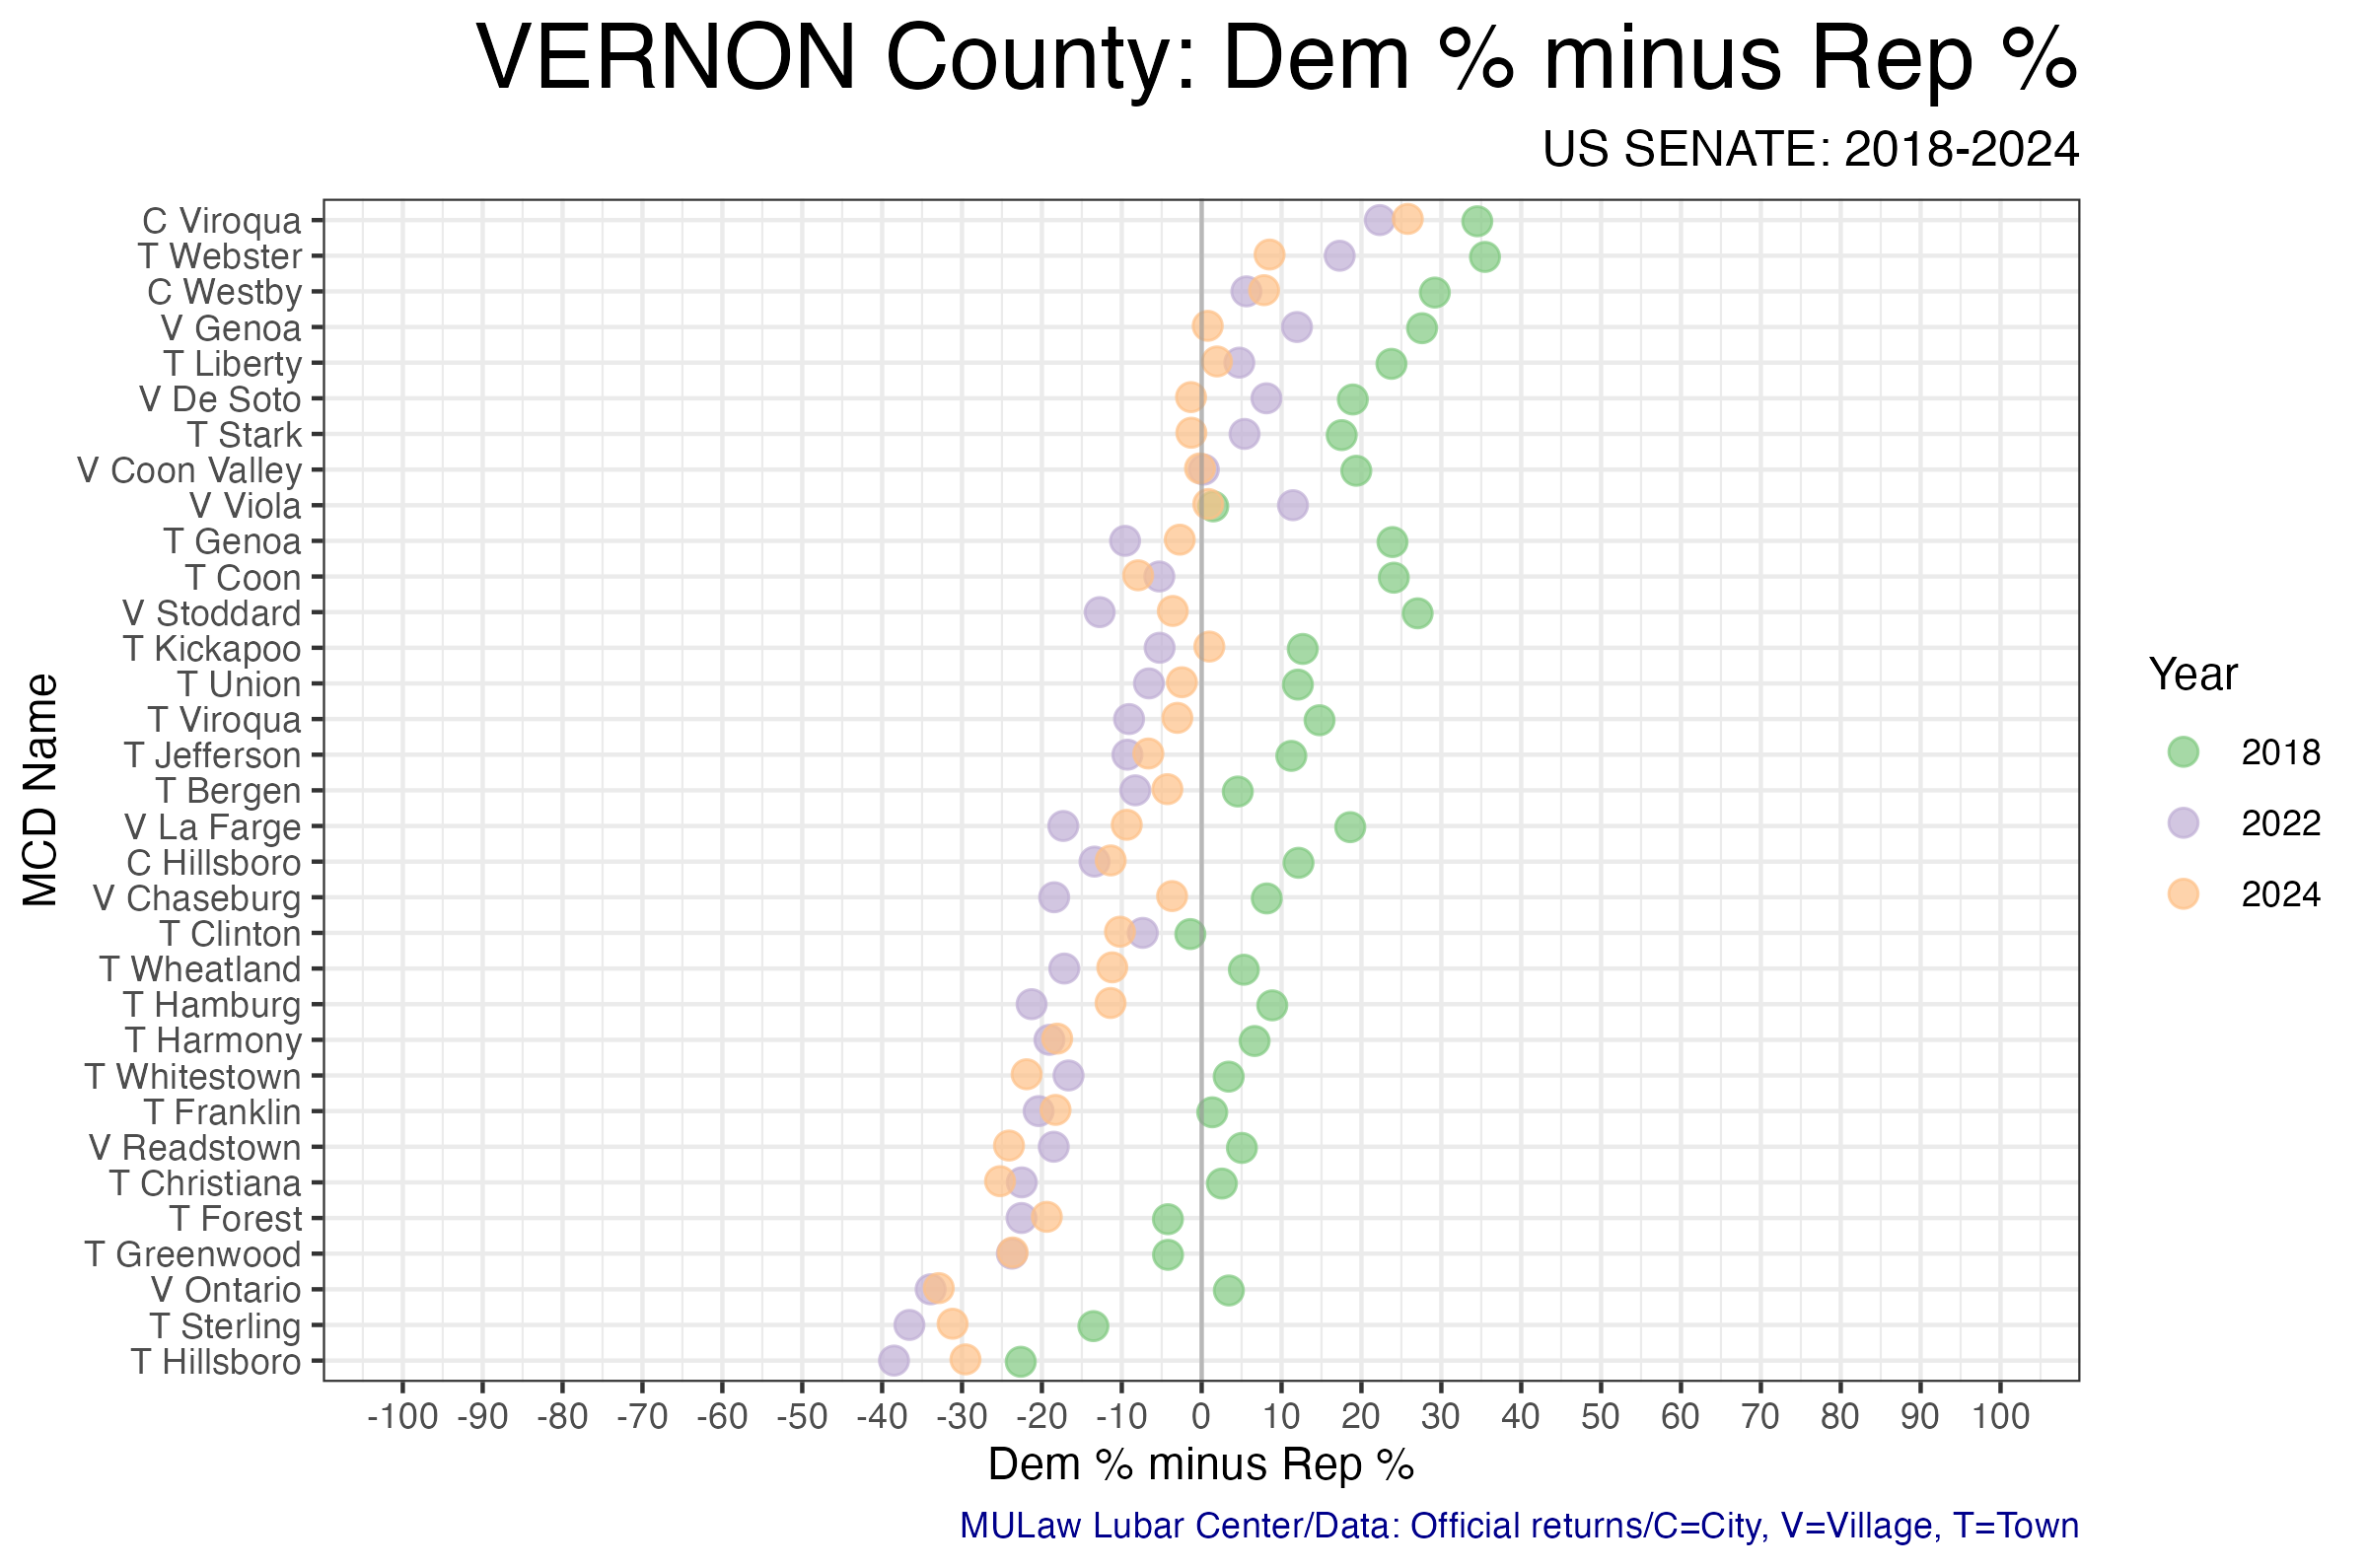 VERNON County: Dem % minus Rep %
US SENATE: 2018-2024
MCD Name
C Viroqua
T Webster
C Westby
V Genoa
T Liberty
V De Soto
T Stark
V Coon Valley
V Viola
T Genoa
T Coon
V Stoddard
T Kickapoo
T Union
T Viroqua
T Jefferson
T Bergen
V La Farge
C Hillsboro
V Chaseburg
T Clinton
T Wheatland
T Hamburg
T Harmony
T Whitestown
T Franklin
V Readstown
T Christiana
T Forest
T Greenwood
V Ontario
T Sterling
T Hillsboro
-100 -90 -80 -70 -60 -50 -40 -30 -20 -10 0 10 20 30 40 50 60 70 80 90 100
Dem % minus Rep %
Year
2018
2022
2024
MULaw Lubar Center/Data: Official returns/C=City, V=Village, T=Town